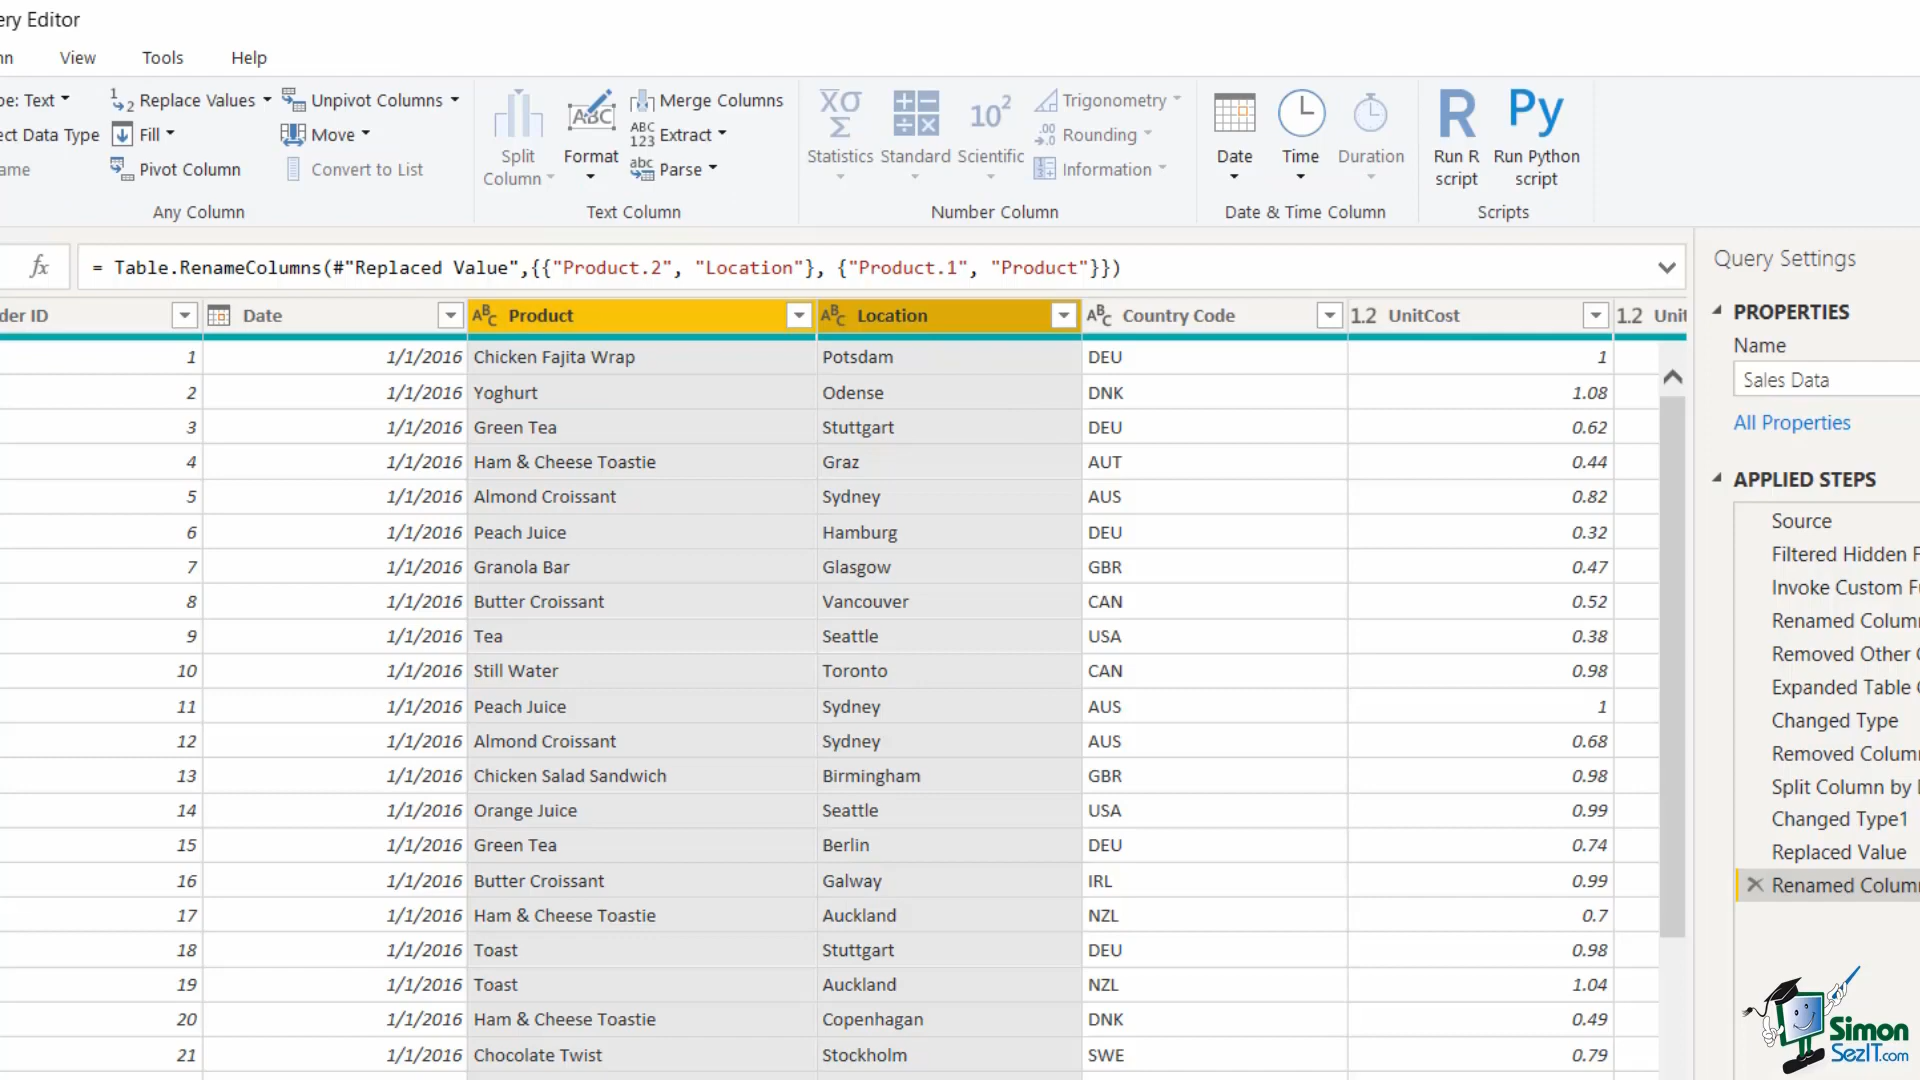 ery Editor
mn View Tools Help
pe: Text Replace Values Unpivot Columns
ect Data Type Fill Move
ame Pivot Column Convert to List
Any Column
Split Column
Format
Merge Columns
Extract
Parse
Text Column
Statistics Standard Scientific
Trigonometry
Rounding
Information
Number Column
Date Time Duration
Date & Time Column
Run R script
Run Python script
Scripts
fx = Table.RenameColumns(#"Replaced Value",{{"Product.2", "Location"}, {"Product.1", "Product"}})
der ID Date Product Location Country Code 1.2 UnitCost 1.2 Unit
1 1/1/2016 Chicken Fajita Wrap Potsdam DEU 1
2 1/1/2016 Yoghurt Odense DNK 1.08
3 1/1/2016 Green Tea Stuttgart DEU 0.62
4 1/1/2016 Ham & Cheese Toastie Graz AUT 0.44
5 1/1/2016 Almond Croissant Sydney AUS 0.82
6 1/1/2016 Peach Juice Hamburg DEU 0.32
7 1/1/2016 Granola Bar Glasgow GBR 0.47
8 1/1/2016 Butter Croissant Vancouver CAN 0.52
9 1/1/2016 Tea Seattle USA 0.38
10 1/1/2016 Still Water Toronto CAN 0.98
11 1/1/2016 Peach Juice Sydney AUS 1
12 1/1/2016 Almond Croissant Sydney AUS 0.68
13 1/1/2016 Chicken Salad Sandwich Birmingham GBR 0.98
14 1/1/2016 Orange Juice Seattle USA 0.99
15 1/1/2016 Green Tea Berlin DEU 0.74
16 1/1/2016 Butter Croissant Galway IRL 0.99
17 1/1/2016 Ham & Cheese Toastie Auckland NZL 0.7
18 1/1/2016 Toast Stuttgart DEU 0.98
19 1/1/2016 Toast Auckland NZL 1.04
20 1/1/2016 Ham & Cheese Toastie Copenhagan DNK 0.49
21 1/1/2016 Chocolate Twist Stockholm SWE 0.79
Query Settings
PROPERTIES
Name
Sales Data
All Properties
APPLIED STEPS
Source
Filtered Hidden F
Invoke Custom Fu
Renamed Colum
Removed Other C
Expanded Table C
Changed Type
Removed Colum
Split Column by
Changed Type1
Replaced Value
Renamed Colum
Simon
SezIT.com